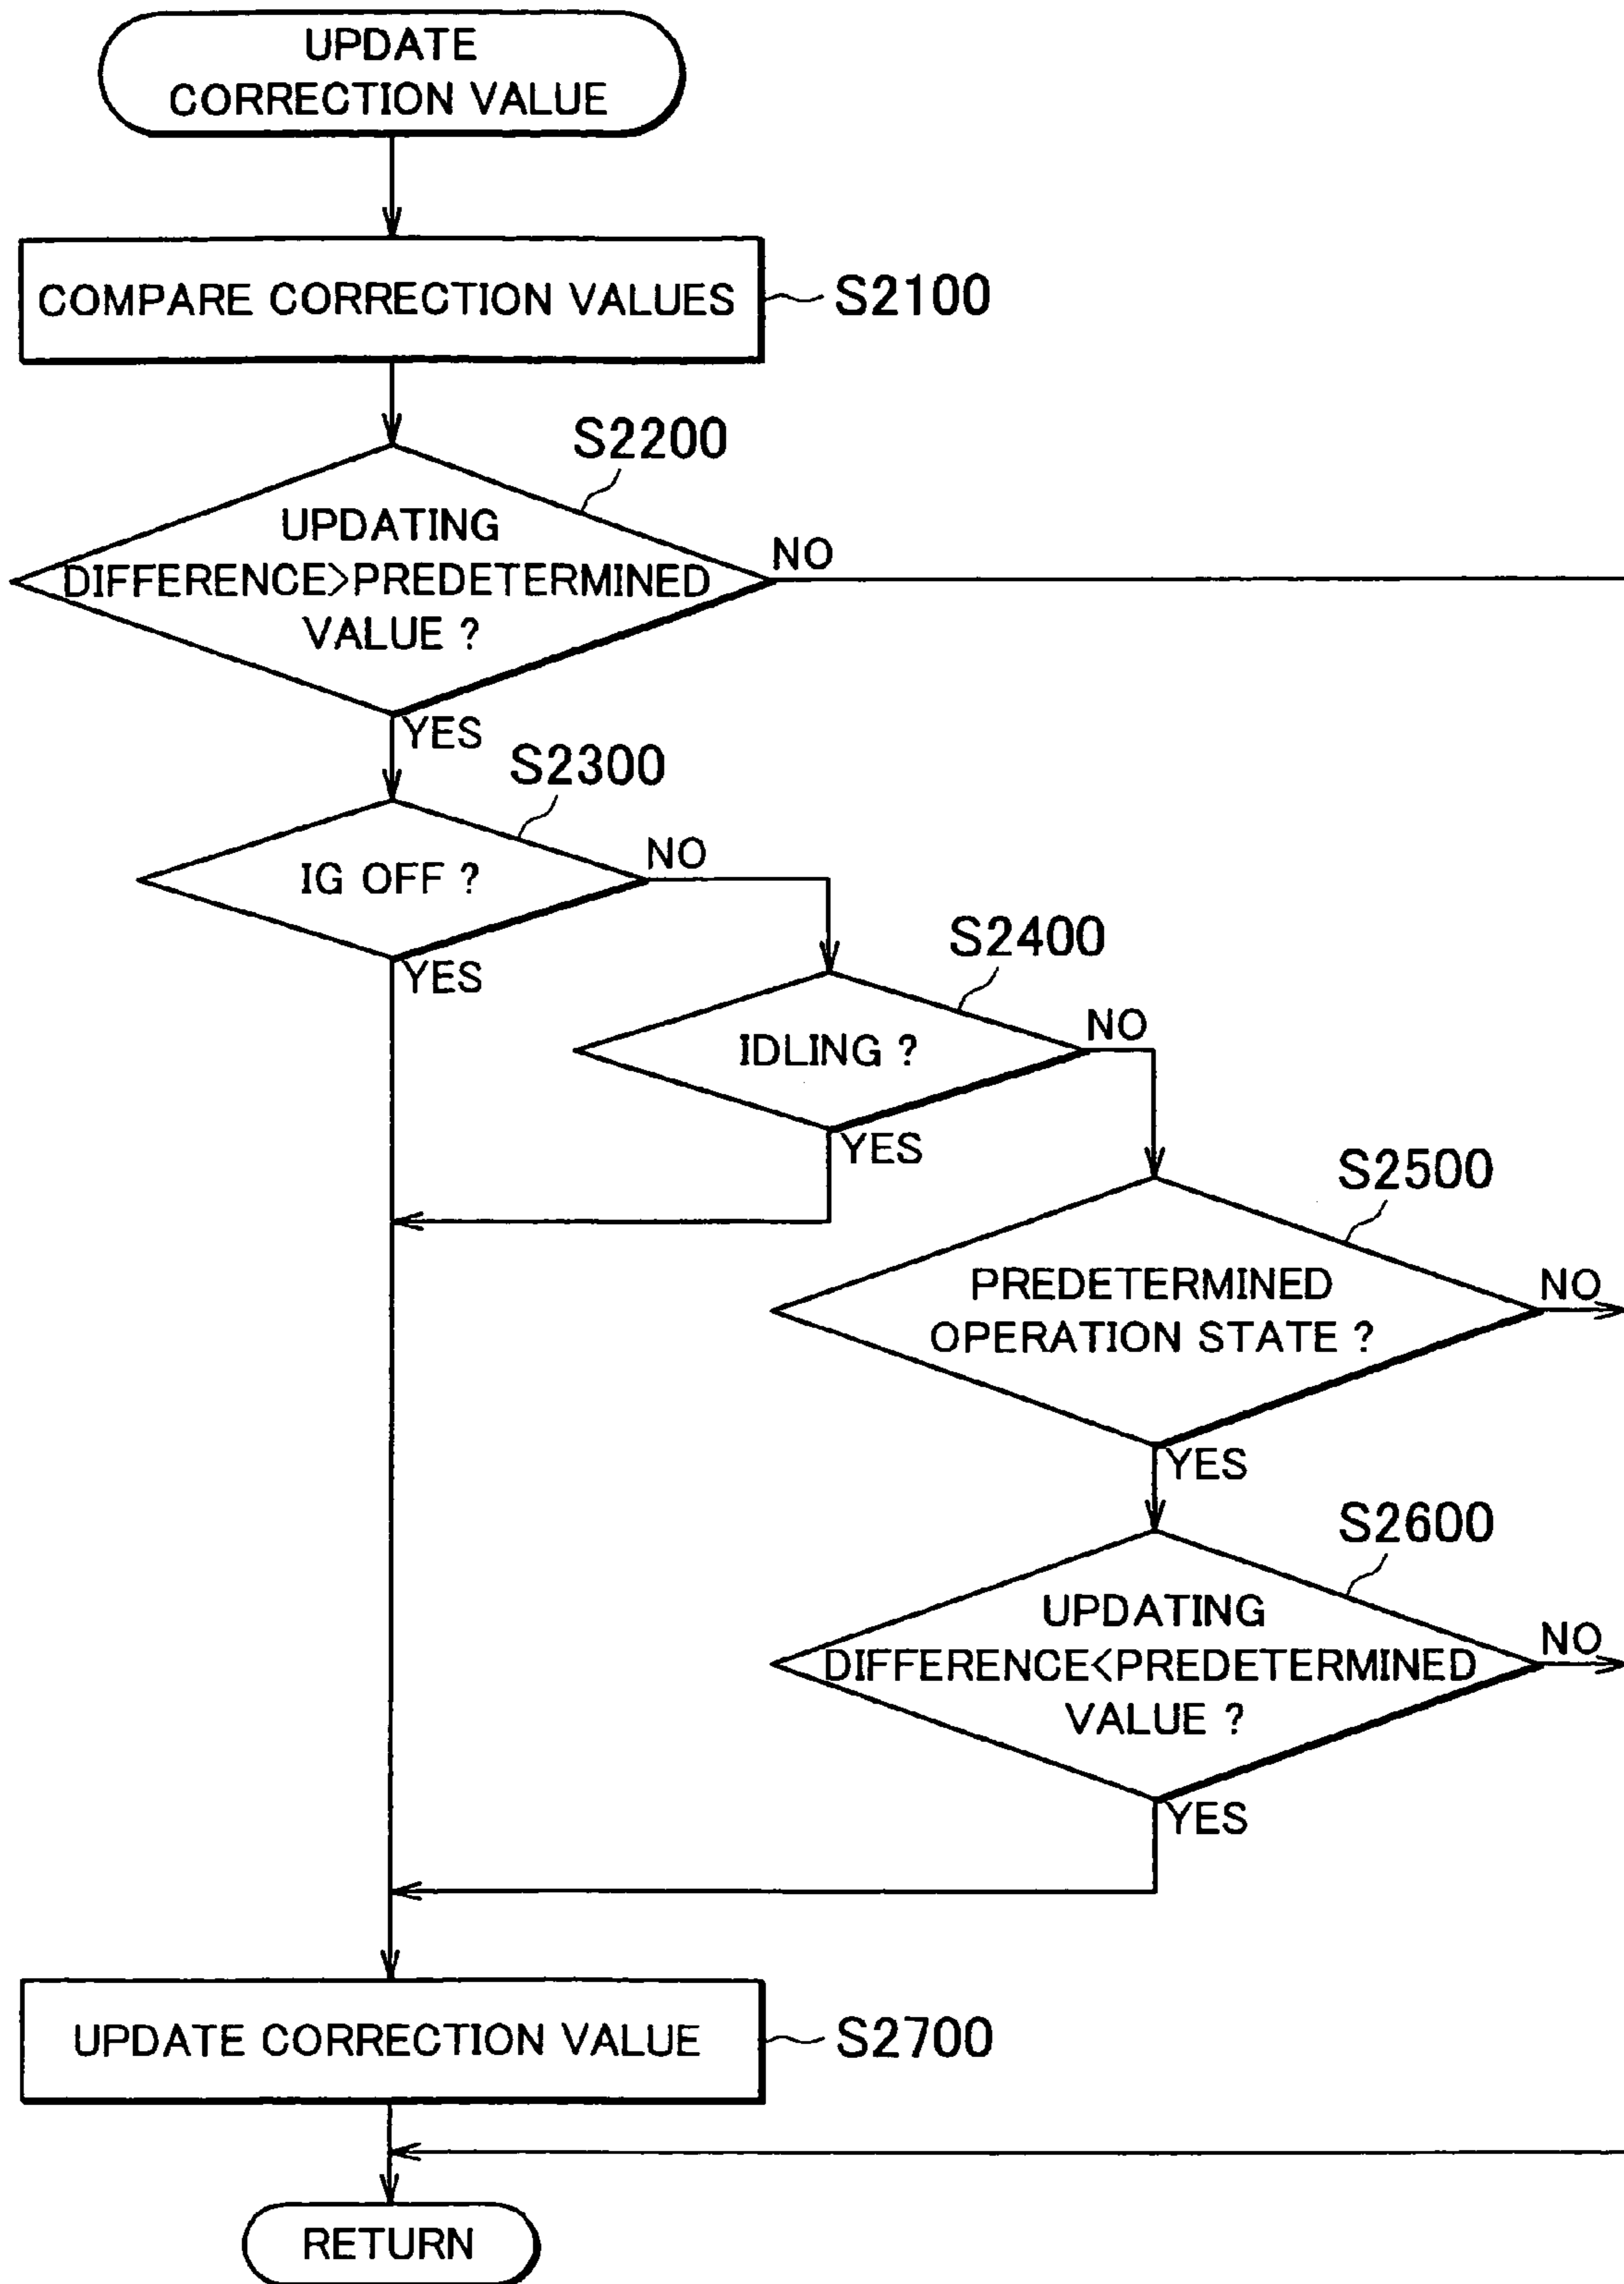 UPDATE
CORRECTION VALUE
COMPARE CORRECTION VALUES
S2100
S2200
UPDATING
DIFFERENCE>PREDETERMINED
VALUE ?
NO
YES
S2300
IG OFF ?
NO
YES
S2400
IDLING ?
NO
YES
S2500
PREDETERMINED
OPERATION STATE ?
NO
YES
S2600
UPDATING
DIFFERENCE<PREDETERMINED
VALUE ?
NO
YES
UPDATE CORRECTION VALUE
S2700
RETURN